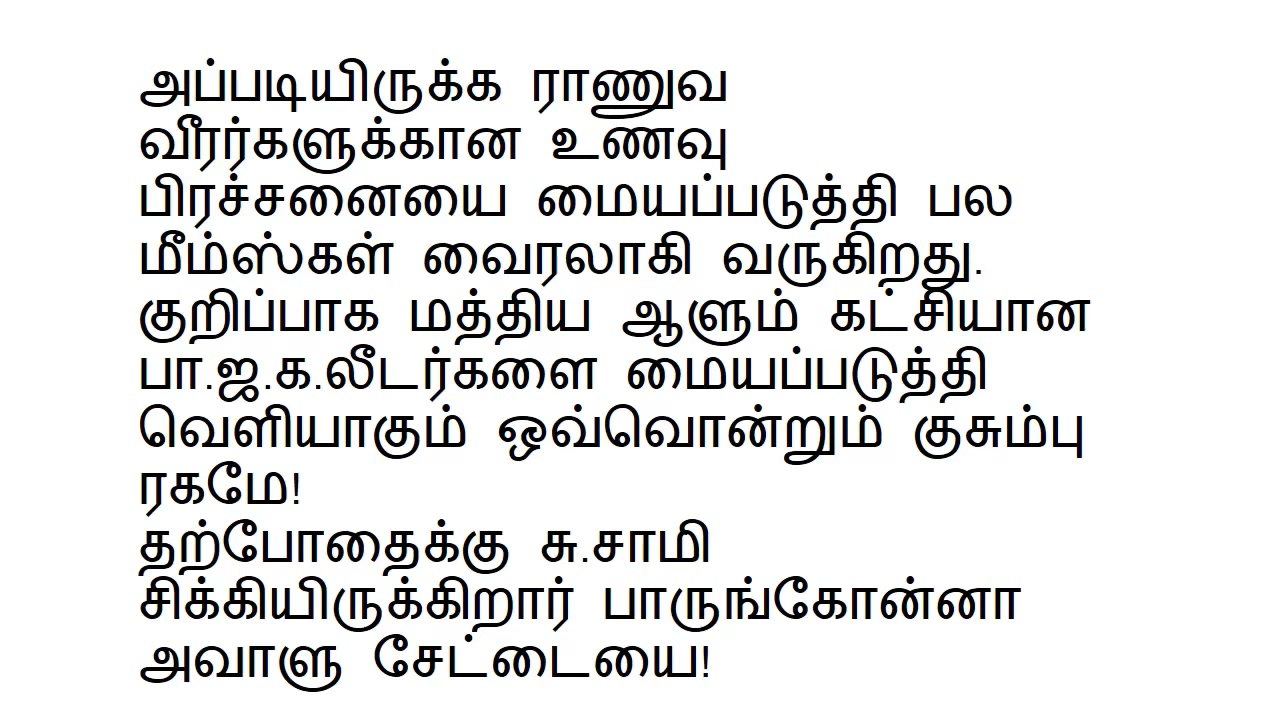 அப்படியிருக்க ராணுவ
வீரர்களுக்கான உணவு
பிரச்சனையை மையப்படுத்தி பல
மீம்ஸ்கள் வைரலாகி வருகிறது.
குறிப்பாக மத்திய ஆளும் கட்சியான
பா.ஜ.க.லீடர்களை மையப்படுத்தி
வெளியாகும் ஒவ்வொன்றும் குசும்பு
ரகமே!
தற்போதைக்கு சு.சாமி
சிக்கியிருக்கிறார் பாருங்கோன்னா
அவாளு சேட்டையை!